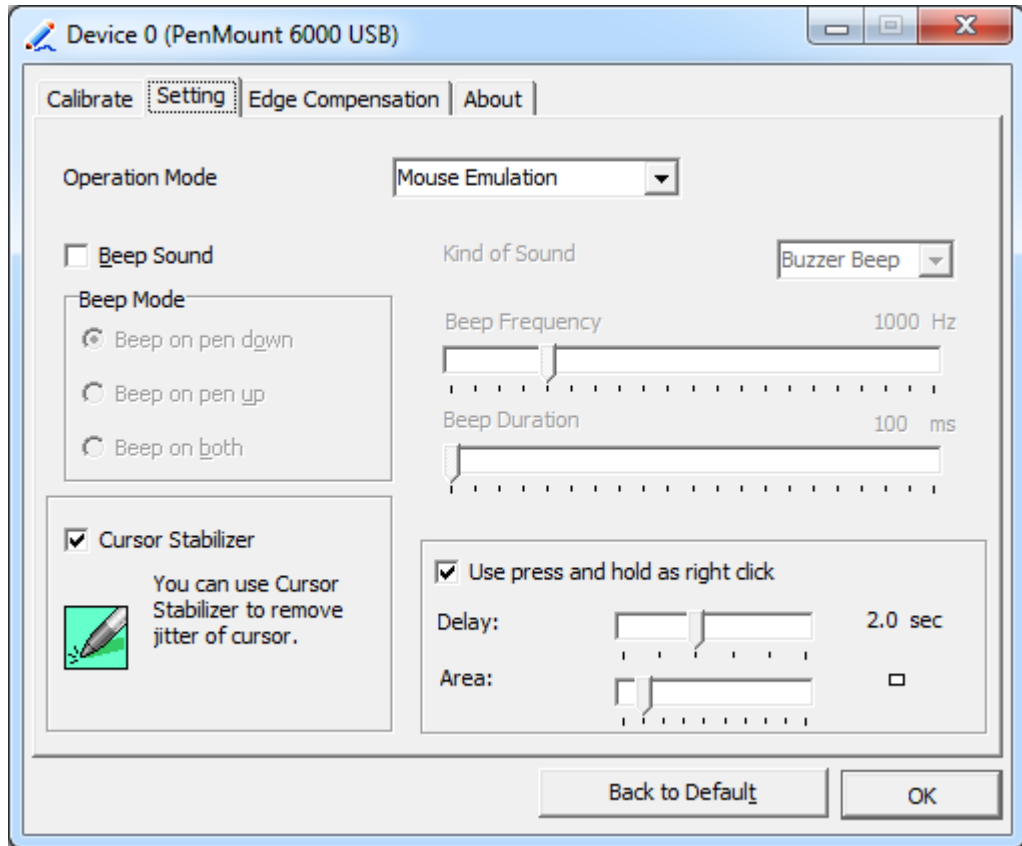 Device 0 (PenMount 6000 USB)
Calibrate Setting Edge Compensation About
Operation Mode Mouse Emulation
Beep Sound Kind of Sound Buzzer Beep
Beep Mode
Beep on pen down
Beep on pen up
Beep on both
Beep Frequency 1000 Hz
Beep Duration 100 ms
Cursor Stabilizer
You can use Cursor
Stabilizer to remove
jitter of cursor.
Use press and hold as right click
Delay: 2.0 sec
Area:
Back to Default OK